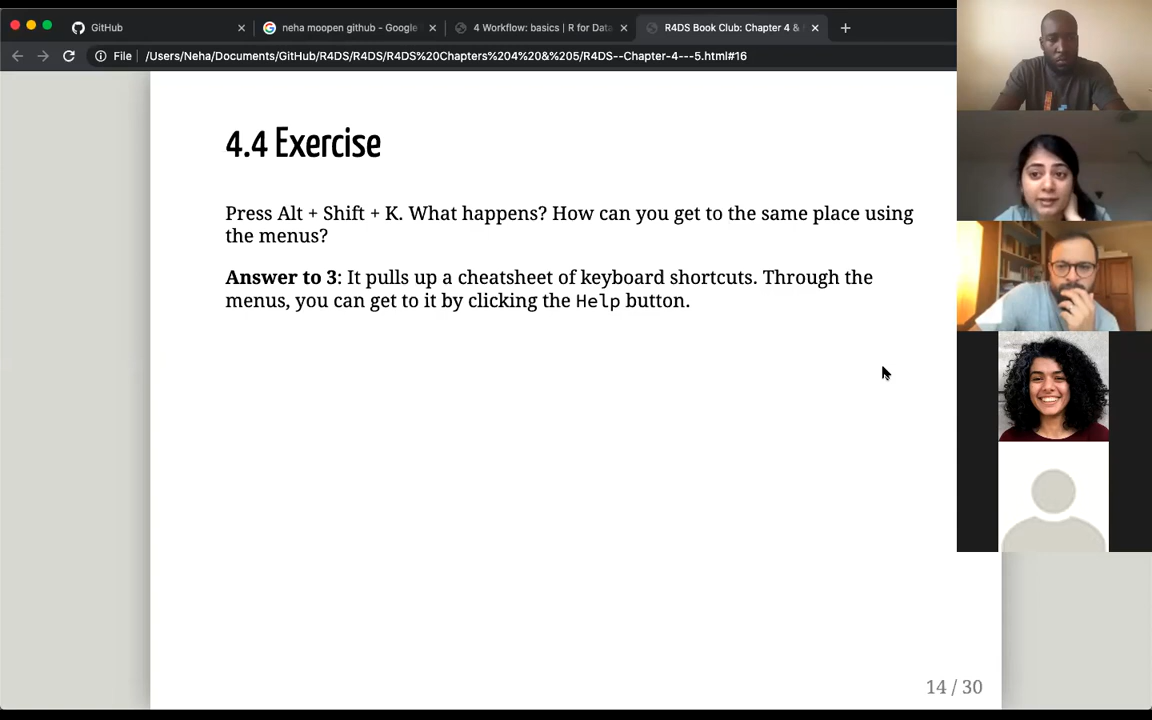 GitHub
neha moopen github - Google
4 Workflow: basics | R for Data
R4DS Book Club: Chapter 4 &
File
/Users/Neha/Documents/GitHub/R4DS/R4DS/R4DS%20Chapters%204%20&%205/R4DS--Chapter-4---5.html#16
4.4 Exercise
Press Alt + Shift + K. What happens? How can you get to the same place using
the menus?
Answer to 3: It pulls up a cheatsheet of keyboard shortcuts. Through the
menus, you can get to it by clicking the Help button.
14 / 30